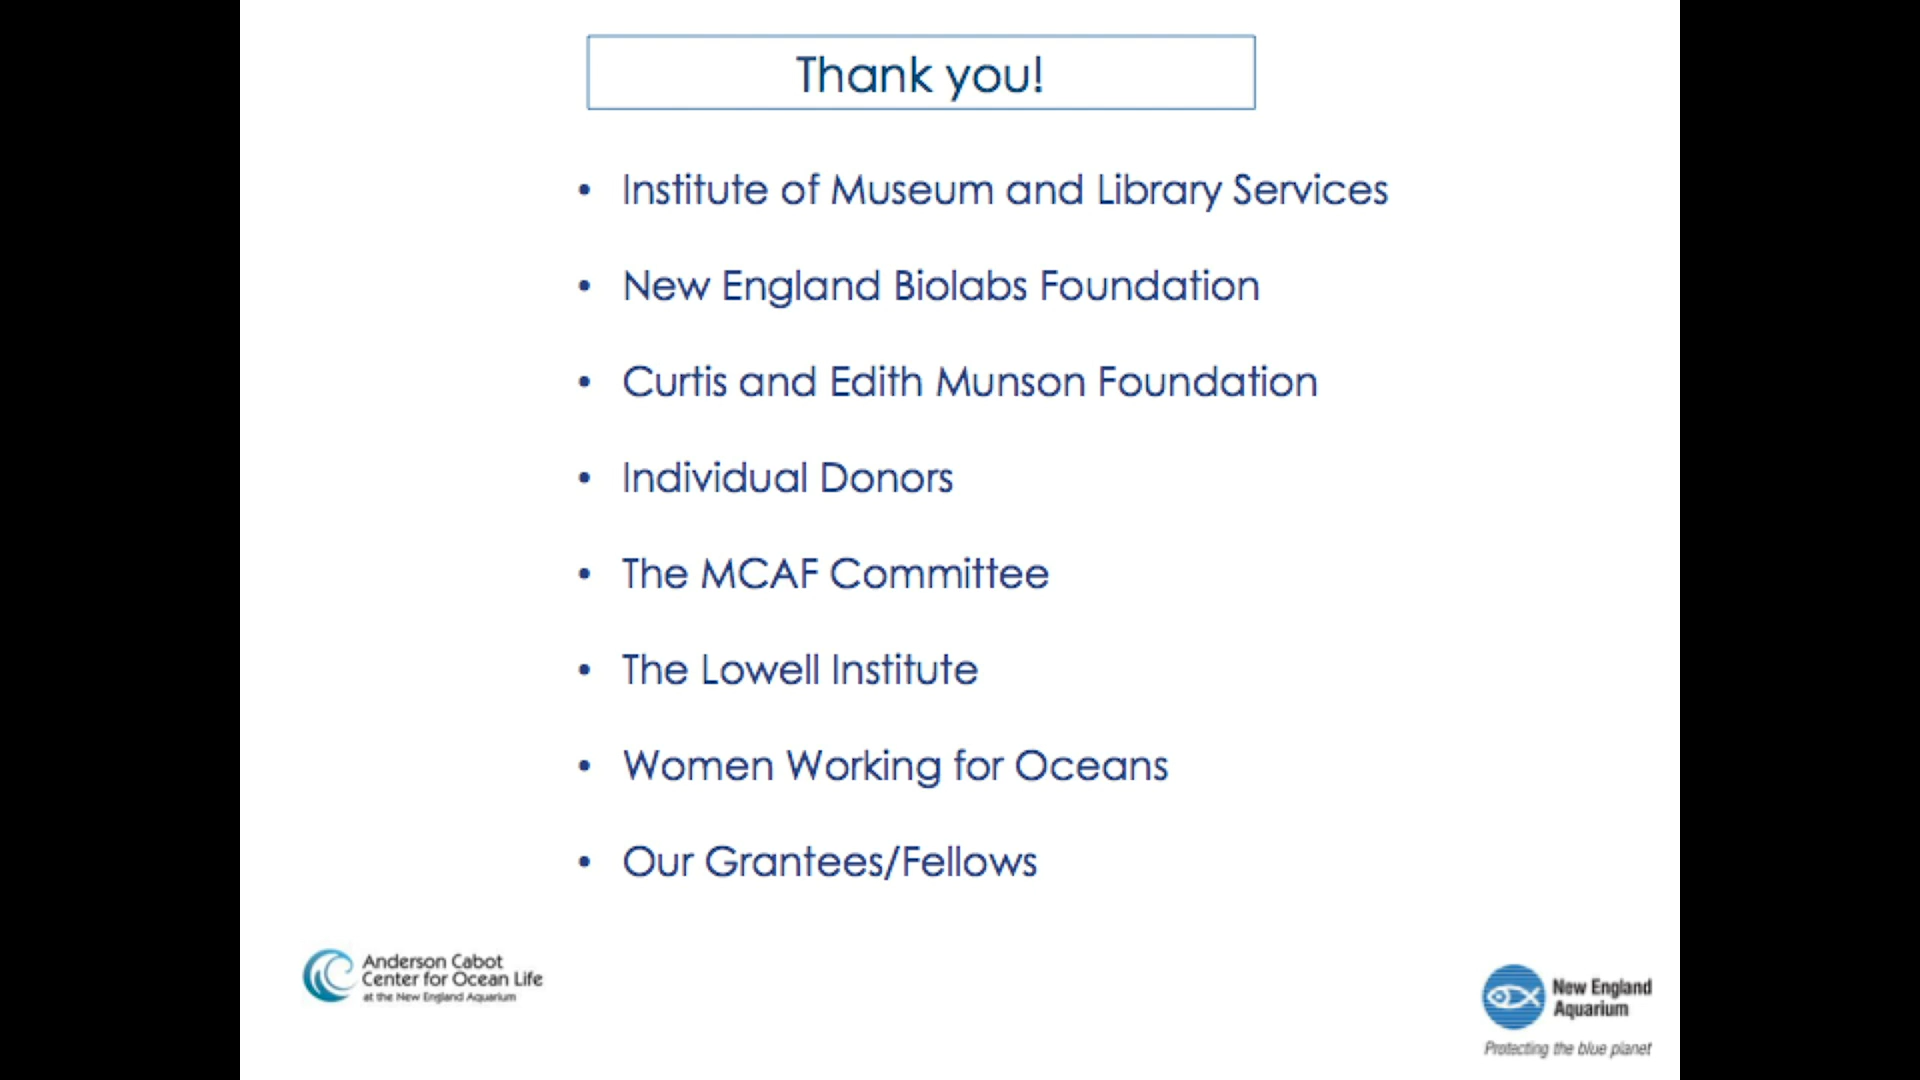 Thank you!
• Institute of Museum and Library Services
• New England Biolabs Foundation
• Curtis and Edith Munson Foundation
• Individual Donors
• The MCAF Committee
• The Lowell Institute
• Women Working for Oceans
• Our Grantees/Fellows
Anderson Cabot
Center for Ocean Life
at the New England Aquarium
New England
Aquarium
Protecting the blue planet